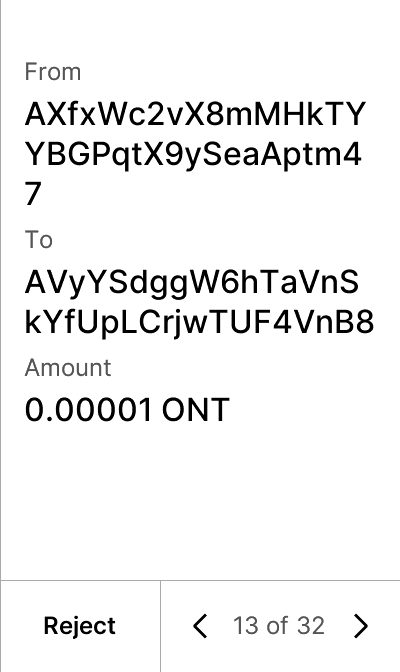 From
AXfxWc2vX8mMHkTY
YBGPqtX9ySeaAptm4
7
To
AVyYSdggW6hTaVnS
kYfUpLCrjwTUF4VnB8
Amount
0.00001 ONT
Reject
13 of 32